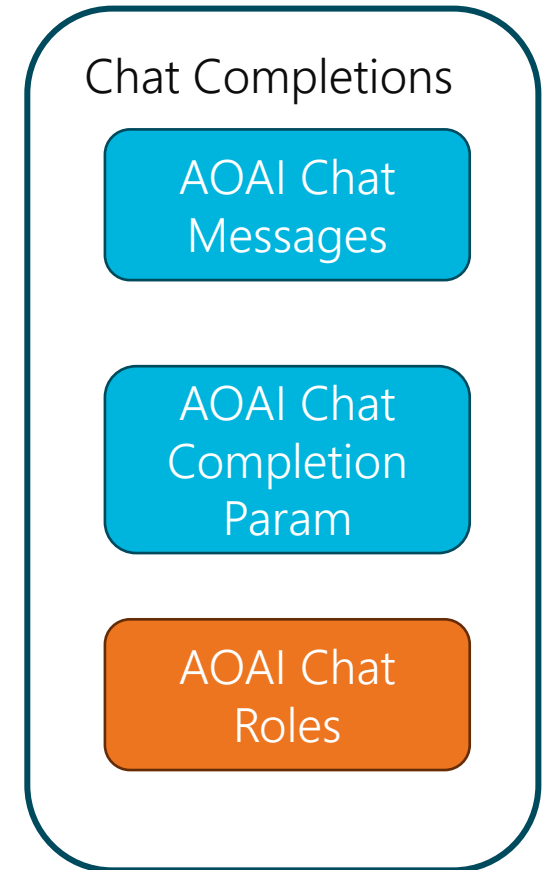 Chat Completions
AOAI Chat
Messages
AOAI Chat
Completion
Param
AOAI Chat
Roles